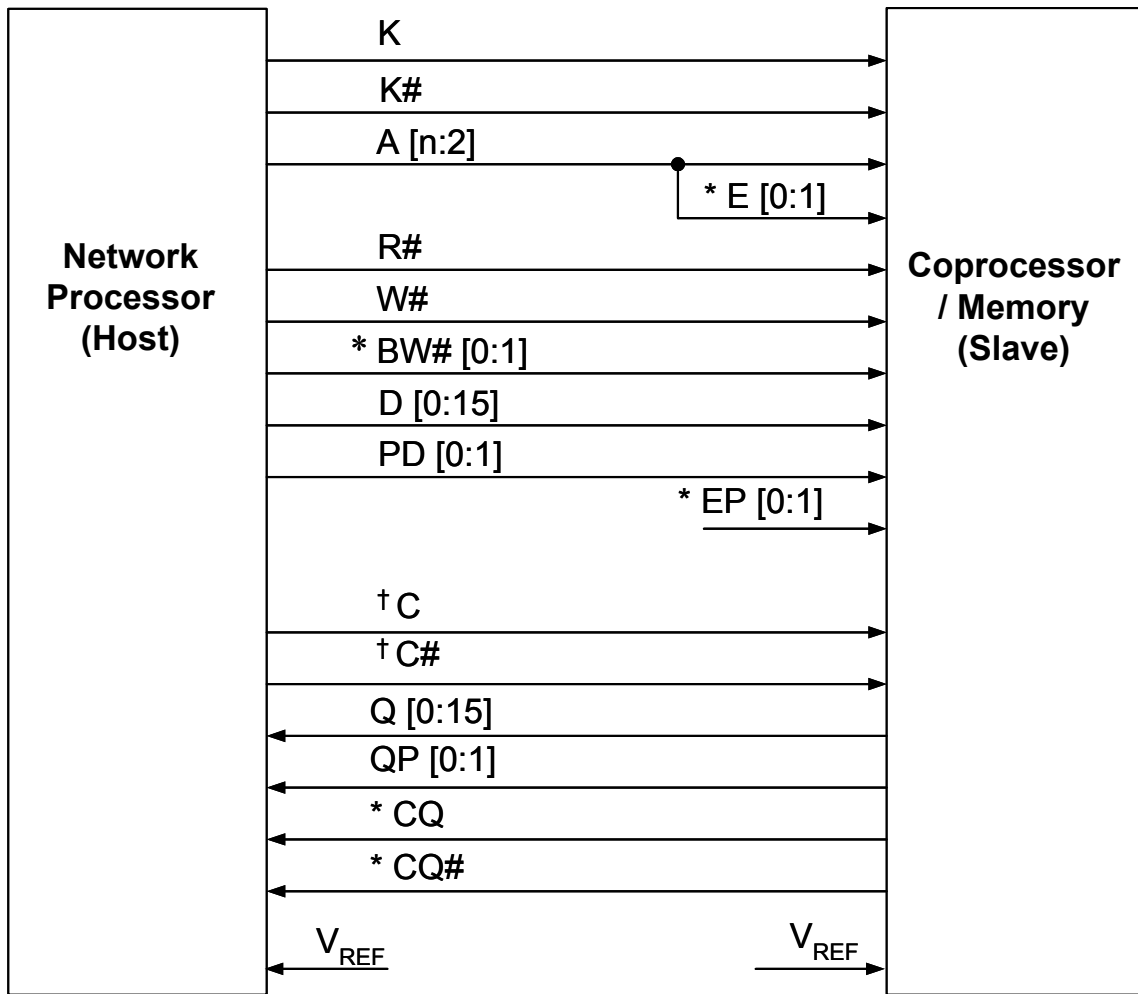 K
K#
A [n:2]
* E [0:1]
Network
Processor
(Host)
Coprocessor
/ Memory
(Slave)
R#
W#
* BW# [0:1]
D [0:15]
PD [0:1]
* EP [0:1]
† C
† C#
Q [0:15]
QP [0:1]
* CQ
* CQ#
VREF
VREF